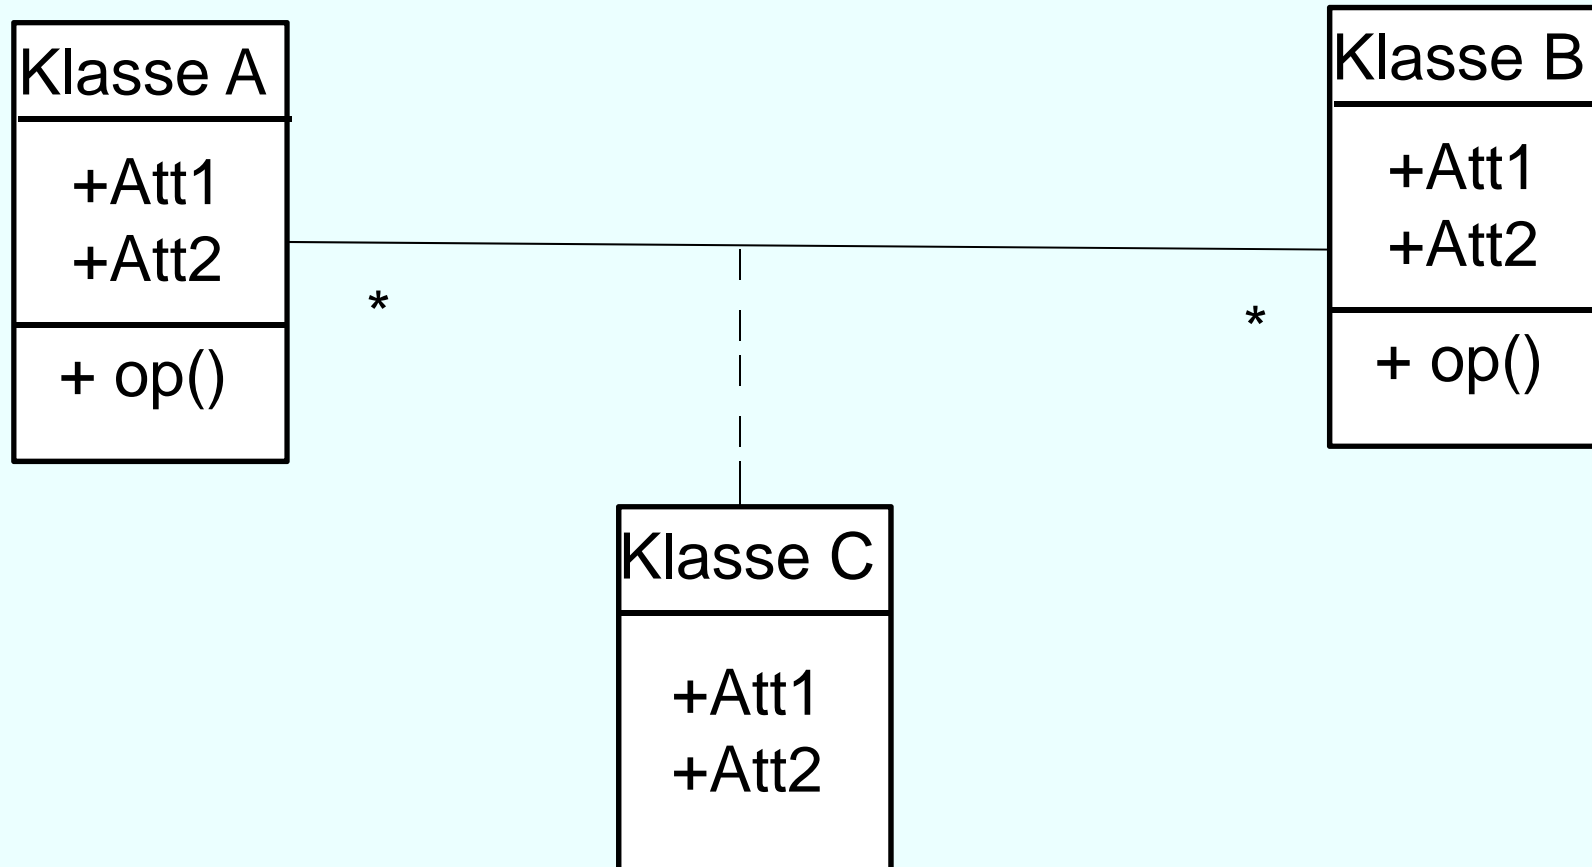 Klasse A
+Att1
+Att2
+ op()
*
Klasse B
+Att1
+Att2
+ op()
*
Klasse C
+Att1
+Att2